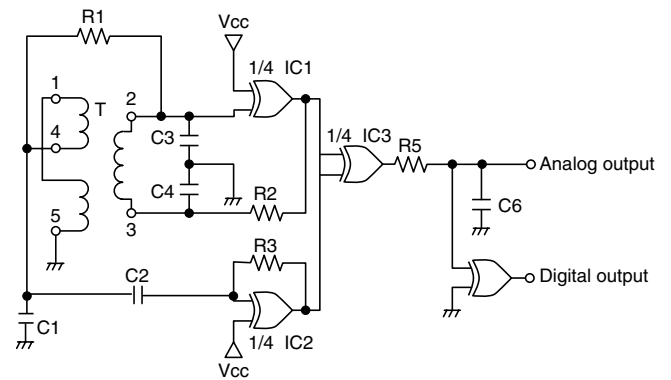 R1
Vcc
1/4 IC1
1
T
2
4
C3
1/4 IC3
R5
Analog output
C4
R2
C6
5
3
R3
C2
Digital output
C1
1/4 IC2
Vcc